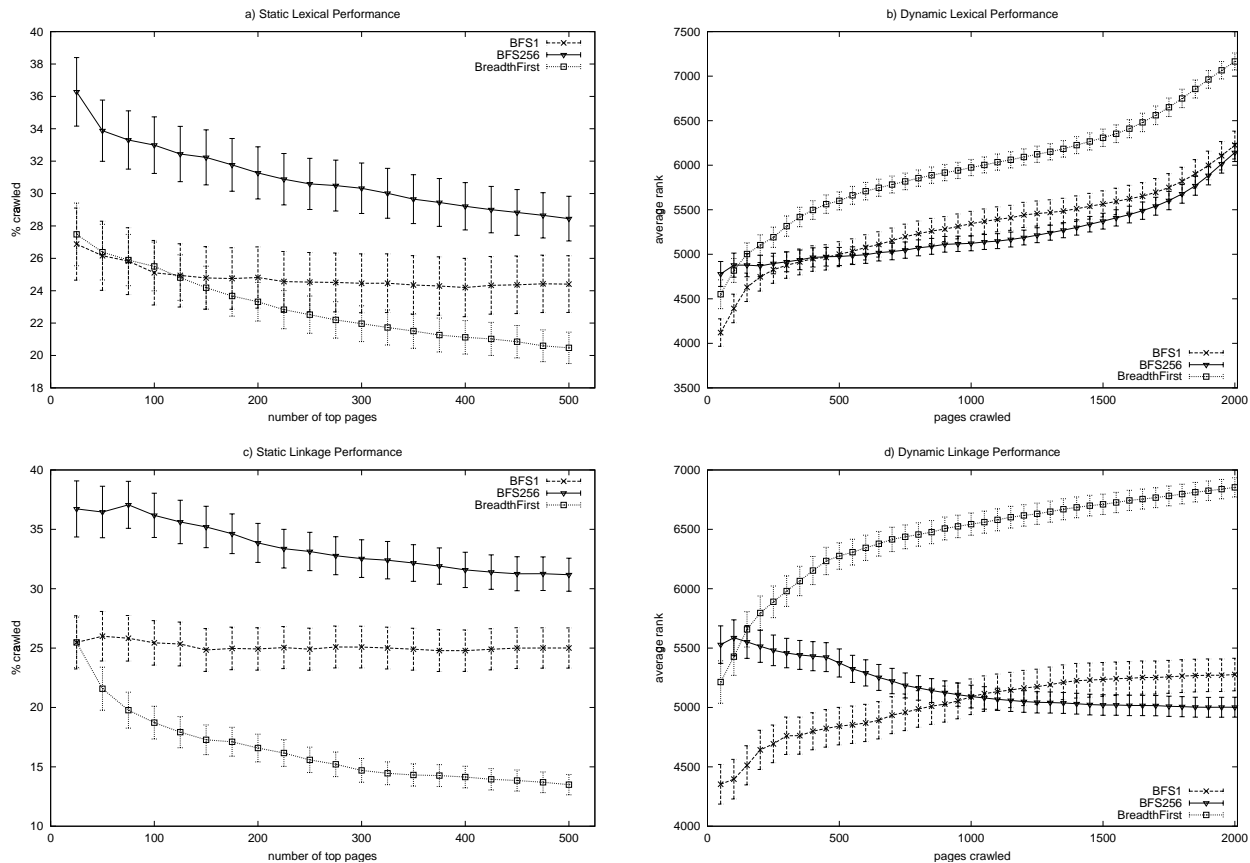 a) Static Lexical Performance
40
38
36
34
32
30
28
26
24
22
20
18
% crawled
0
100
200
300
400
500
number of top pages
BFS1
BFS256
BreadthFirst
b) Dynamic Lexical Performance
7500
7000
6500
6000
5500
5000
4500
4000
3500
average rank
0
500
1000
1500
2000
pages crawled
BFS1
BFS256
BreadthFirst
c) Static Linkage Performance
40
35
30
25
20
15
10
% crawled
0
100
200
300
400
500
number of top pages
BFS1
BFS256
BreadthFirst
d) Dynamic Linkage Performance
7000
6500
6000
5500
5000
4500
4000
average rank
0
500
1000
1500
2000
pages crawled
BFS1
BFS256
BreadthFirst